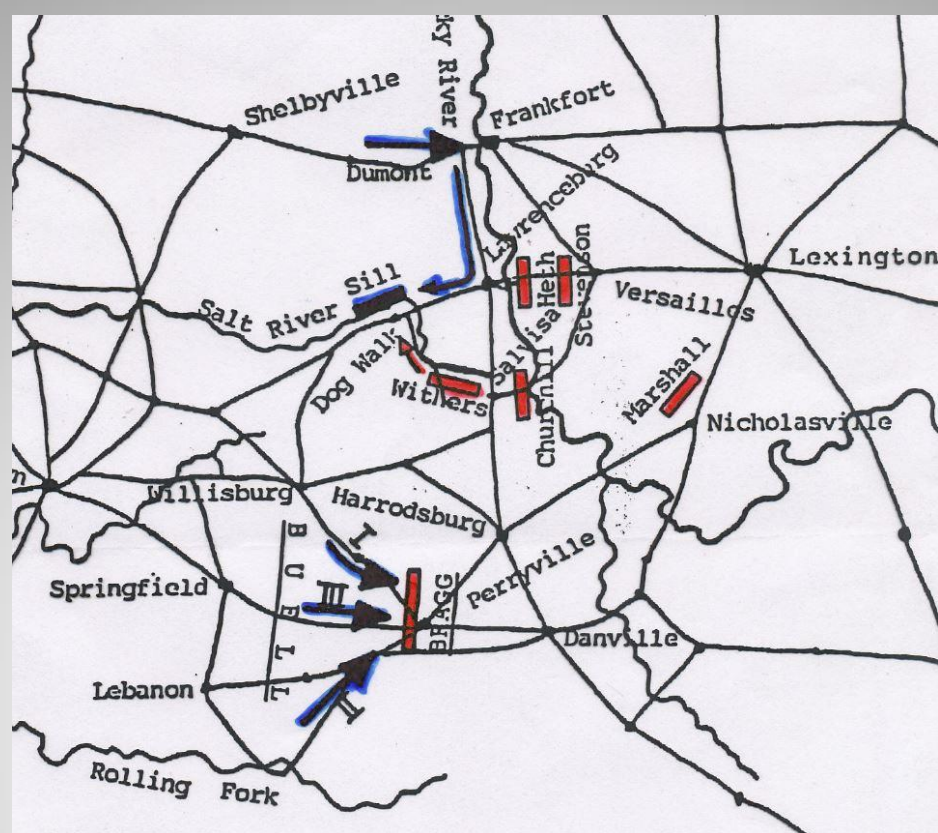 ky River
Shelbyville
Frankfort
Dumont
Lawrenceburg
Lexington
Sill
Heth
Stevenson
Versailles
Salt River
Salvisa
Dog Walk
Withers
Churchill
Marshall
Nicholasville
n
Willisburg
Harrodsburg
I
BUELL
Perryville
Springfield
III
BRAGG
Danville
Lebanon
II
Rolling Fork